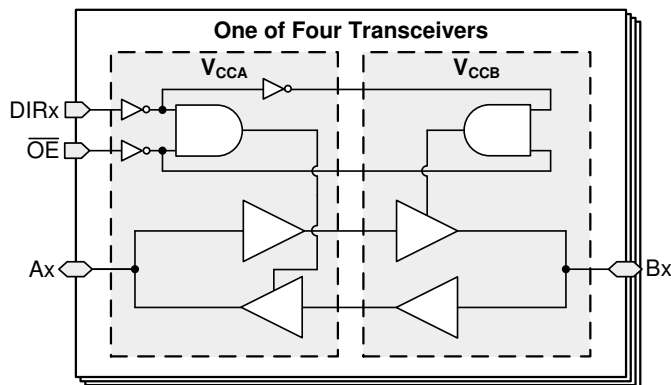 One of Four Transceivers
VCCA VCCB
DIRx
OE
Ax Bx